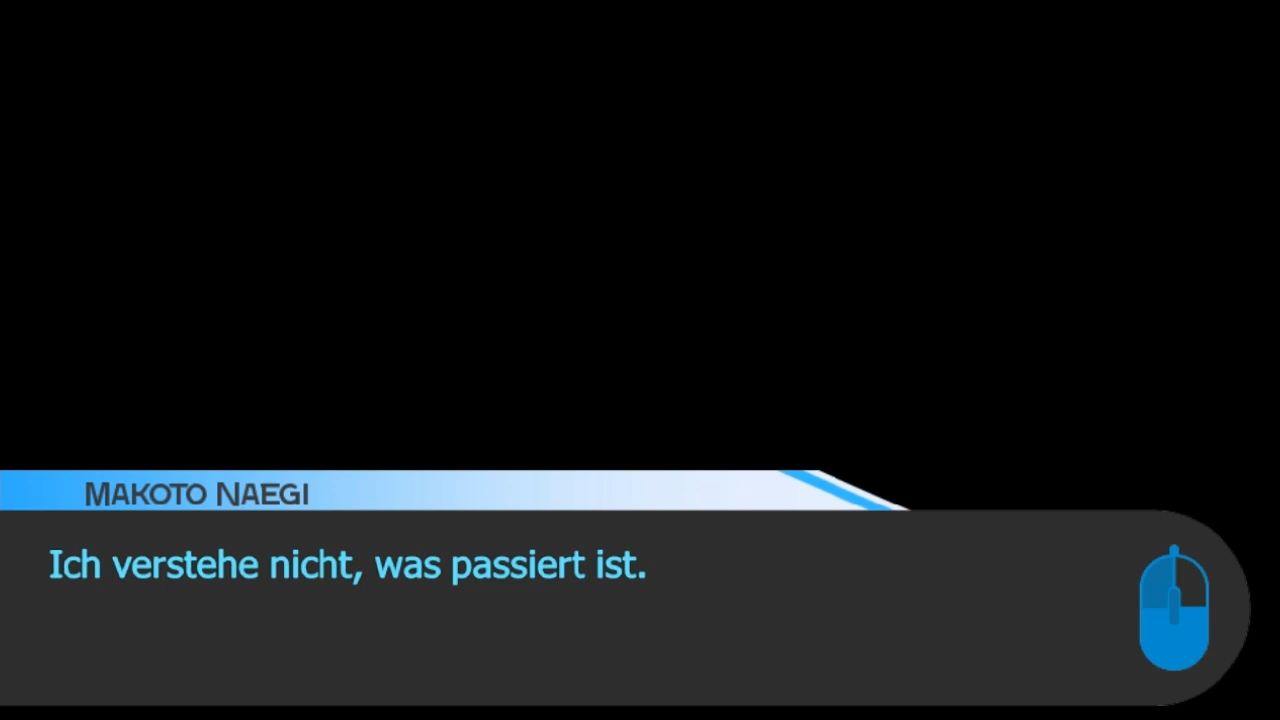 MAKOTO NAEGI
Ich verstehe nicht, was passiert ist.